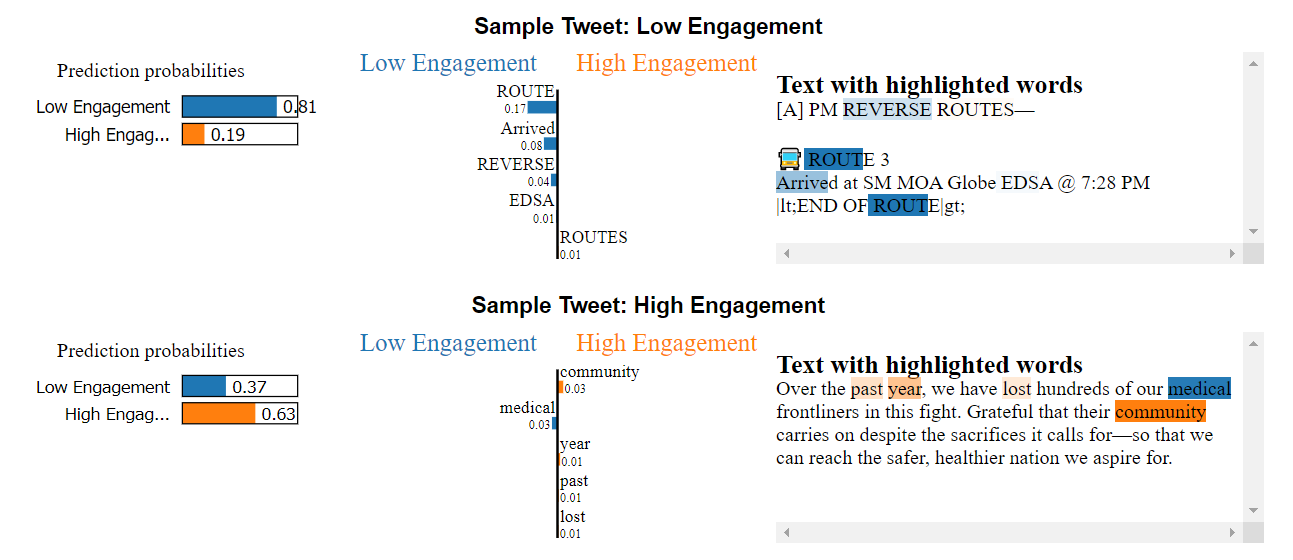 Sample Tweet: Low Engagement
Prediction probabilities
Low Engagement 0.81
High Engag... 0.19
Low Engagement High Engagement
ROUTE
0.17
Arrived
0.08
REVERSE
0.04
EDSA
0.01
ROUTES
0.01
Text with highlighted words
[A] PM REVERSE ROUTES—
🚍 ROUTE 3
Arrived at SM MOA Globe EDSA @ 7:28 PM
|lt;END OF ROUTE|gt;
Sample Tweet: High Engagement
Prediction probabilities
Low Engagement 0.37
High Engag... 0.63
Low Engagement High Engagement
community
0.03
medical
0.03
year
0.01
past
0.01
lost
0.01
Text with highlighted words
Over the past year, we have lost hundreds of our medical
frontliners in this fight. Grateful that their community
carries on despite the sacrifices it calls for—so that we
can reach the safer, healthier nation we aspire for.